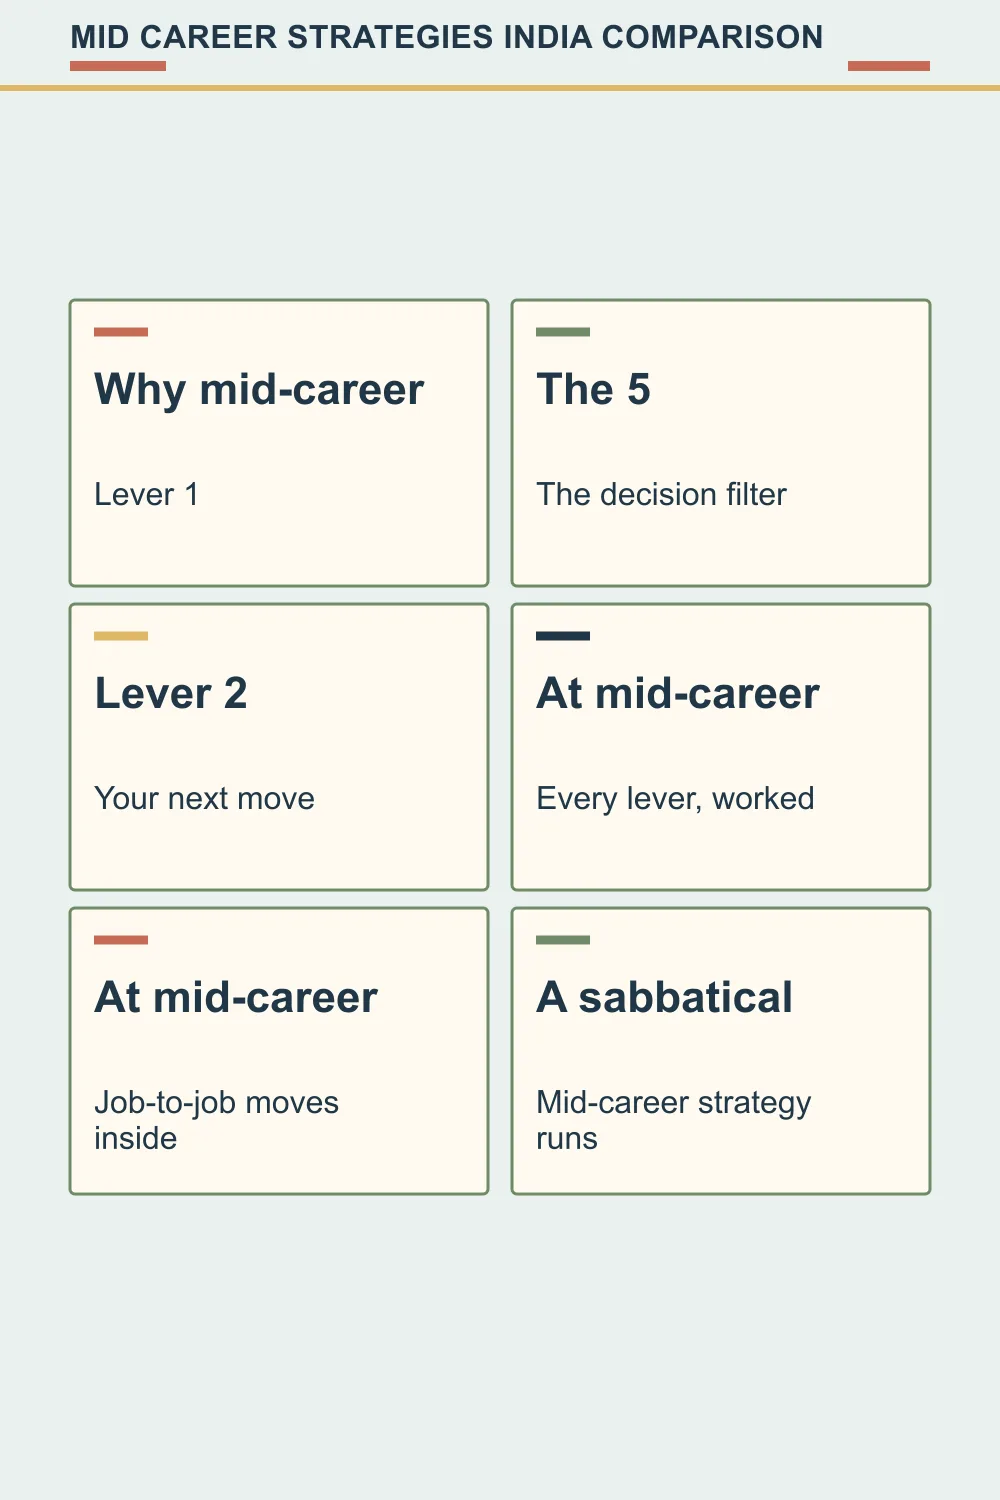 MID CAREER STRATEGIES INDIA COMPARISON
Why mid-career
Lever 1
The 5
The decision filter
Lever 2
Your next move
At mid-career
Every lever, worked
At mid-career
Job-to-job moves
inside
A sabbatical
Mid-career strategy
runs